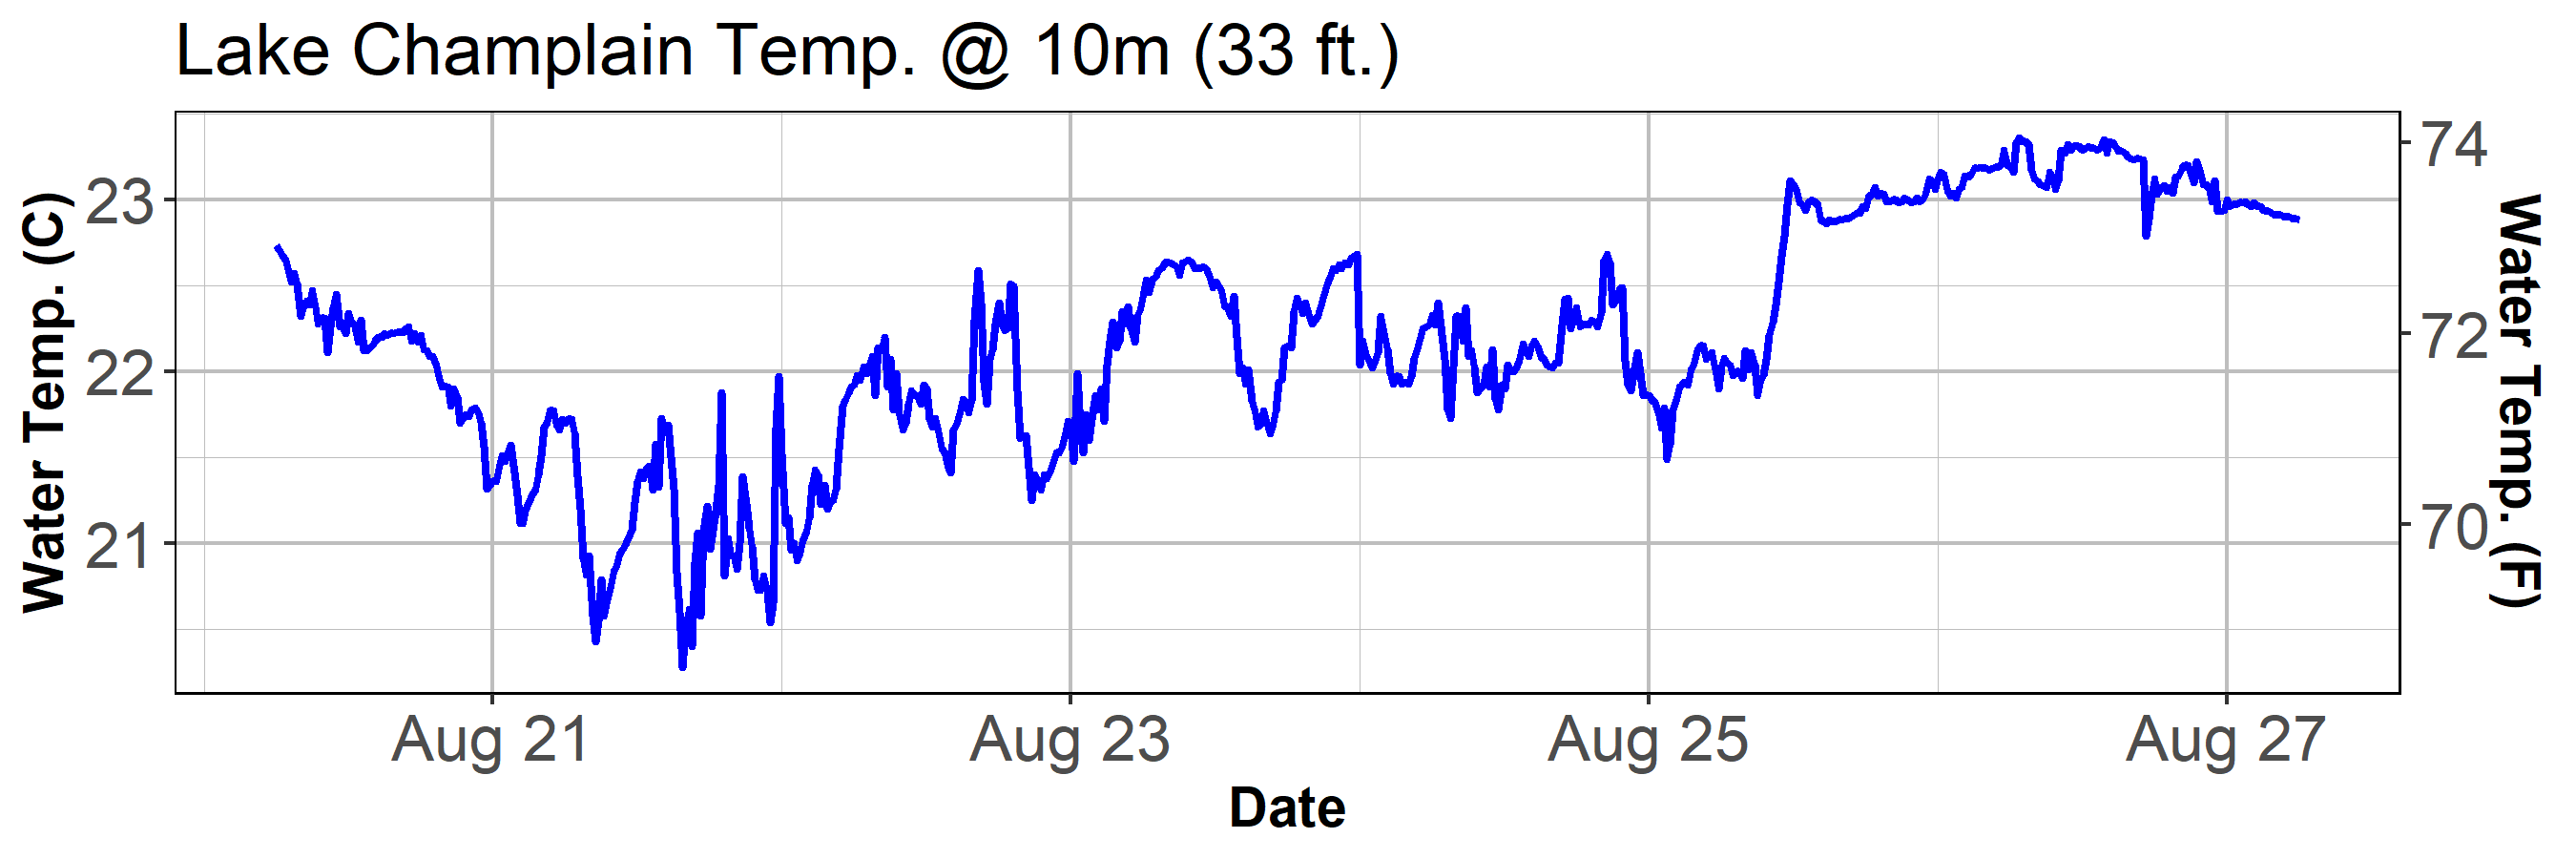 Lake Champlain Temp. @ 10m (33 ft.)
Water Temp. (C)
23
22
21
74
72
70
Water Temp. (F)
Aug 21
Aug 23
Aug 25
Aug 27
Date